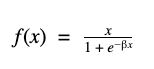 f(x) = x / (1 + e^{−βx})